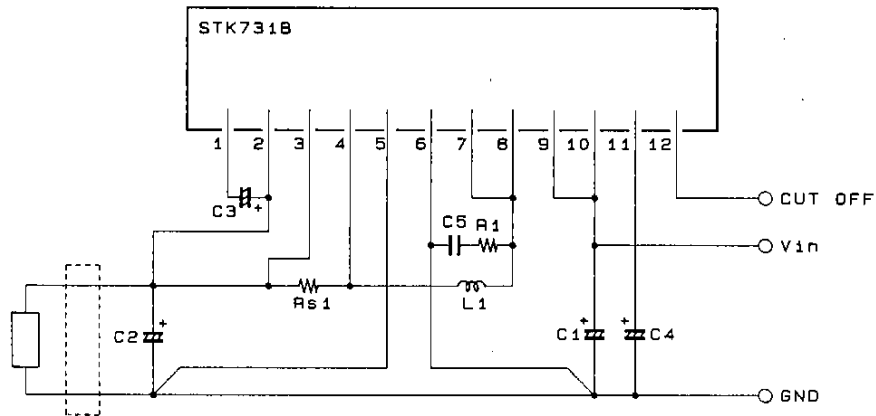 STK7318
1 2 3 4 5 6 7 8 9 10 11 12
C3 +
C5 R1
CUT OFF
Vin
Rs1
L1
C2 +
C1 +
+ C4
GND